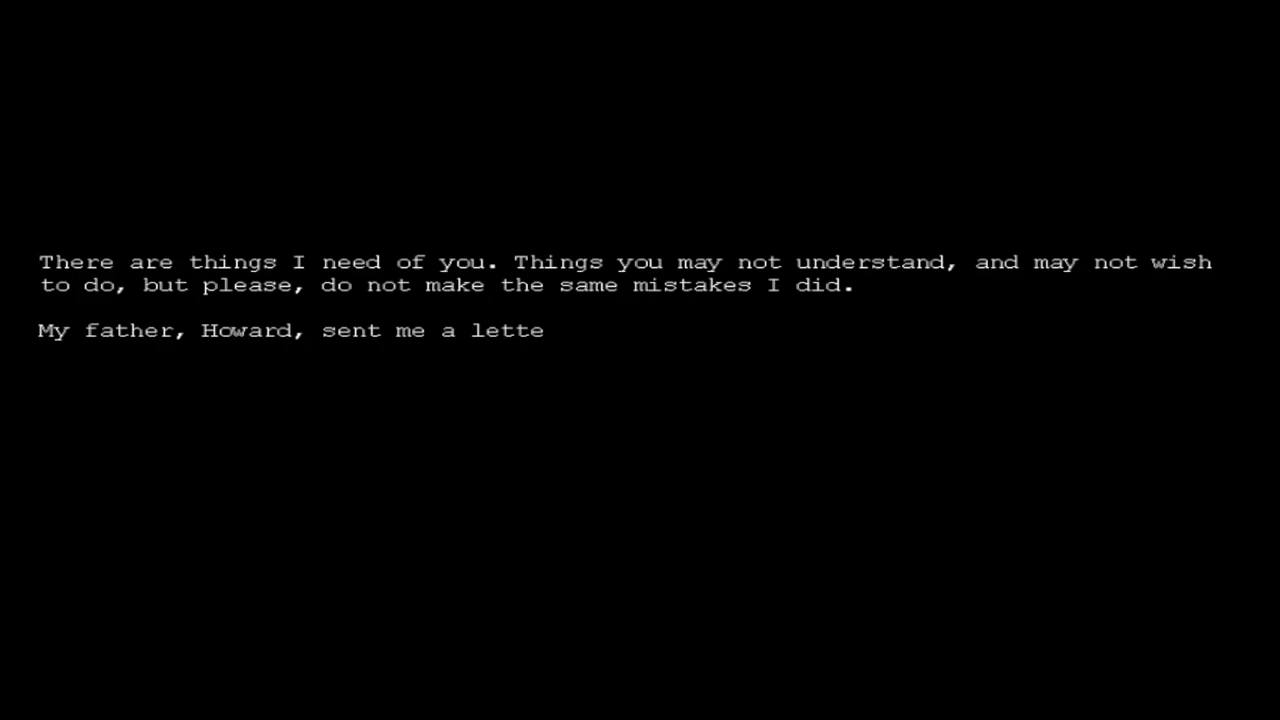 There are things I need of you. Things you may not understand, and may not wish
to do, but please, do not make the same mistakes I did.
My father, Howard, sent me a lette